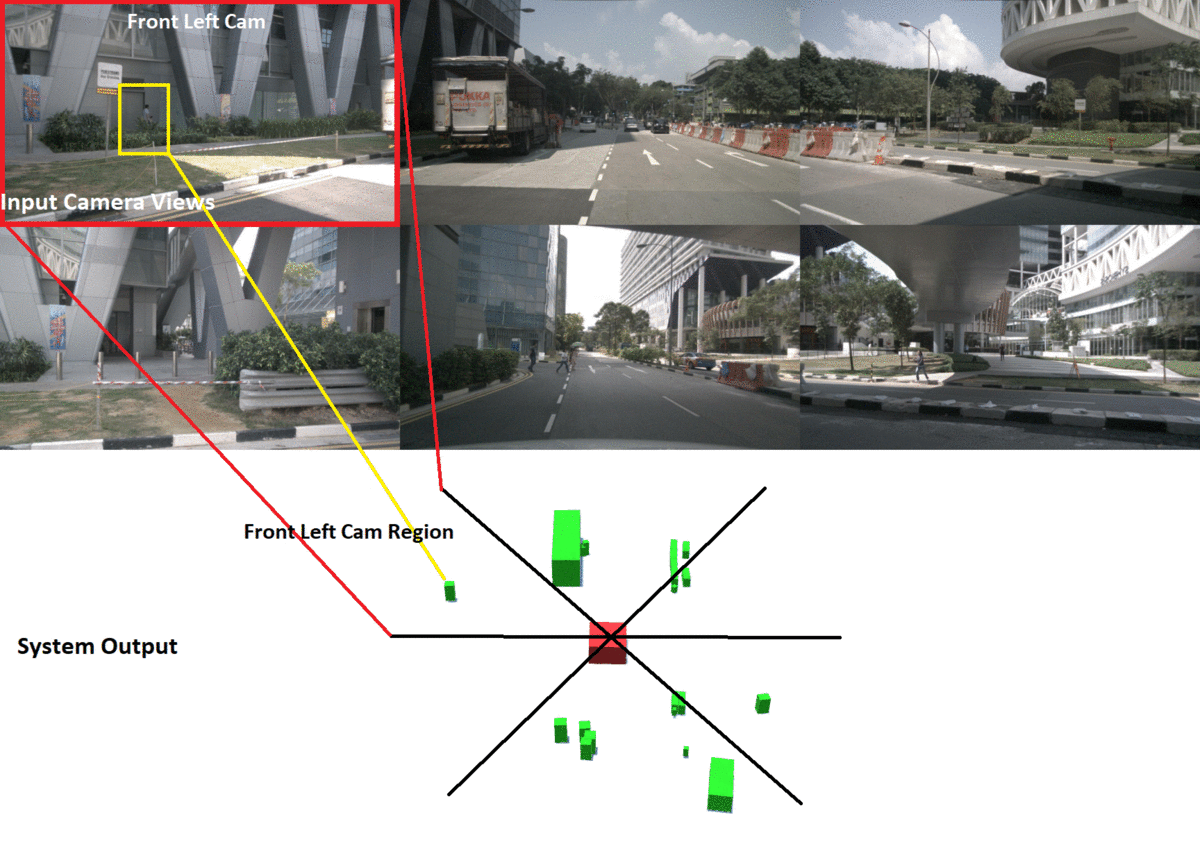 Front Left Cam
Input Camera Views
Front Left Cam Region
System Output